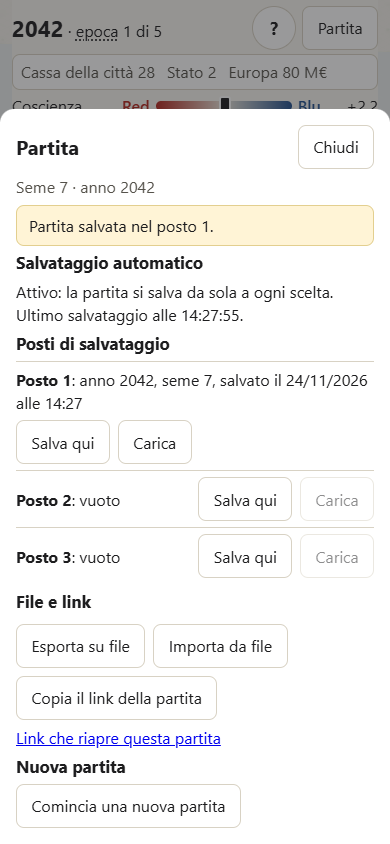 2042 · epoca 1 di 5
?
Partita
Cassa della città 28 Stato 2 Europa 80 M€
Coscienza Red Blu +2,2
Partita
Chiudi
Seme 7 · anno 2042
Partita salvata nel posto 1.
Salvataggio automatico
Attivo: la partita si salva da sola a ogni scelta.
Ultimo salvataggio alle 14:27:55.
Posti di salvataggio
Posto 1: anno 2042, seme 7, salvato il 24/11/2026
alle 14:27
Salva qui
Carica
Posto 2: vuoto
Salva qui
Carica
Posto 3: vuoto
Salva qui
Carica
File e link
Esporta su file
Importa da file
Copia il link della partita
Link che riapre questa partita
Nuova partita
Comincia una nuova partita